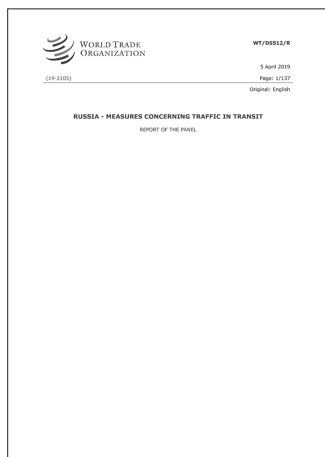 WORLD TRADE
ORGANIZATION
WT/DS512/R
5 April 2019
(19-2105)
Page: 1/137
Original: English
RUSSIA - MEASURES CONCERNING TRAFFIC IN TRANSIT
REPORT OF THE PANEL